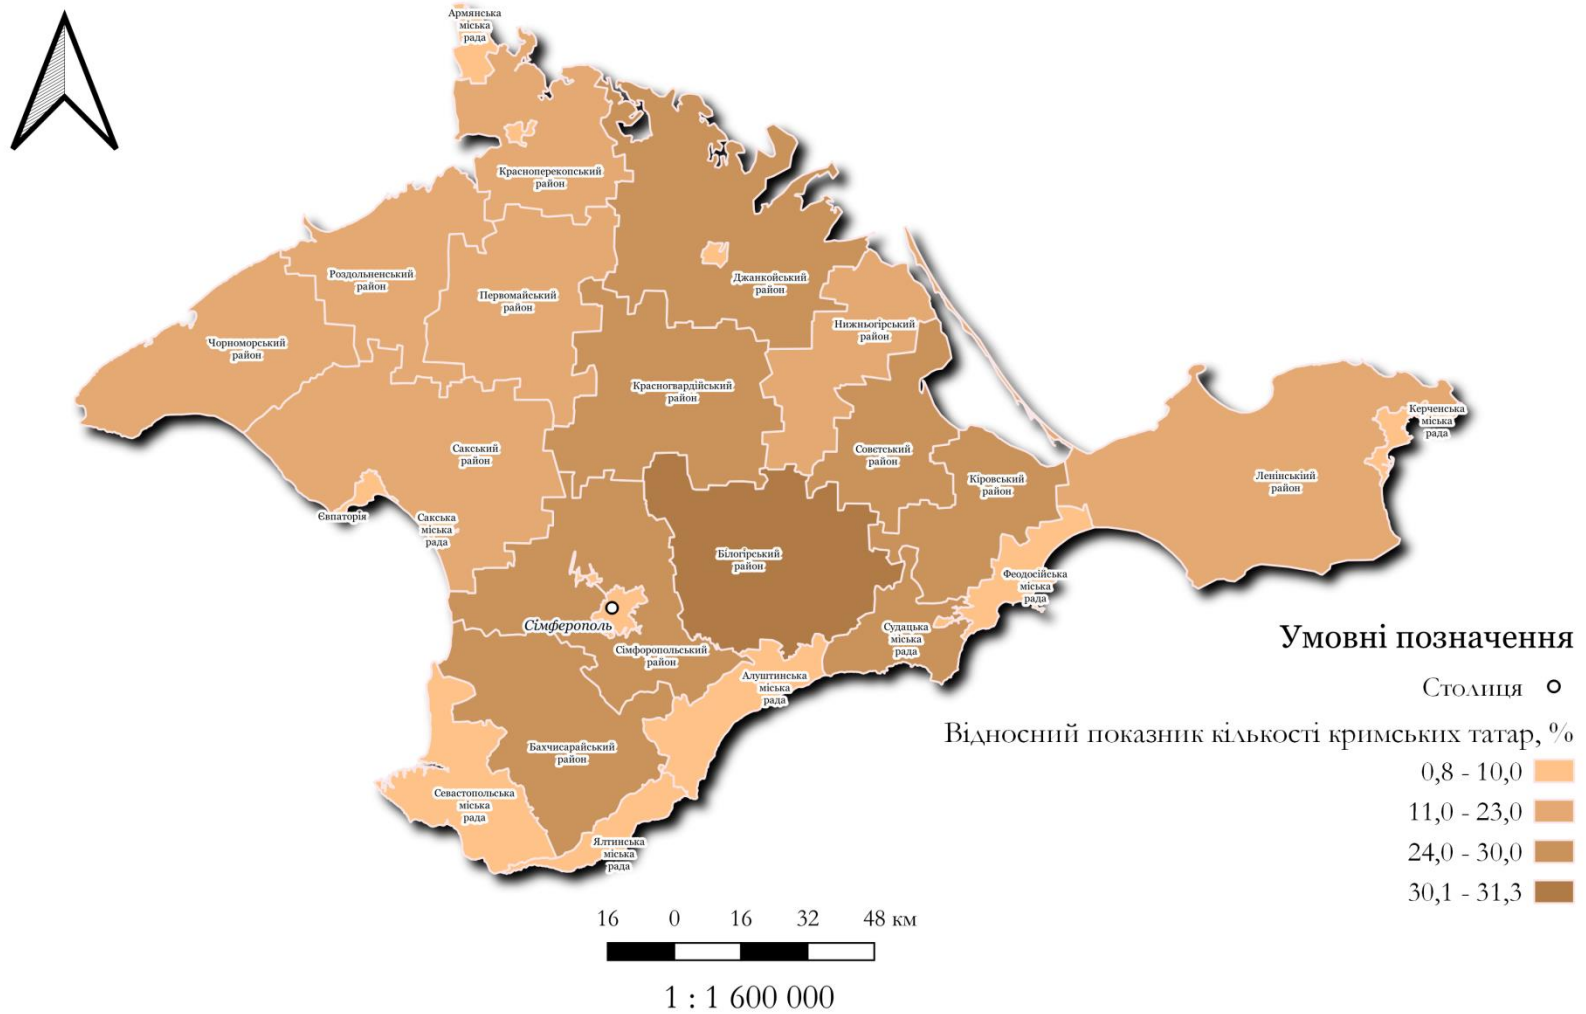 Армянська
міська
рада
Красноперекопський
район
Роздольненський
район
Джанкойський
район
Первомайський
район
Нижньогірський
район
Чорноморський
район
Красногвардійський
район
Керченська
міська
рада
Сакський
район
Совєтський
район
Кіровський
район
Ленінський
район
Євпаторія
Сакська
міська
рада
Білогірський
район
Феодосійська
міська
рада
Сімферополь
Судацька
міська
рада
Сімфоропольський
район
Алуштинська
міська
рада
Бахчисарайський
район
Севастопольська
міська
рада
Ялтинська
міська
рада
Умовні позначення
Столиця
Відносний показник кількості кримських татар, %
0,8 - 10,0
11,0 - 23,0
24,0 - 30,0
30,1 - 31,3
16 0 16 32 48 км
1 : 1 600 000